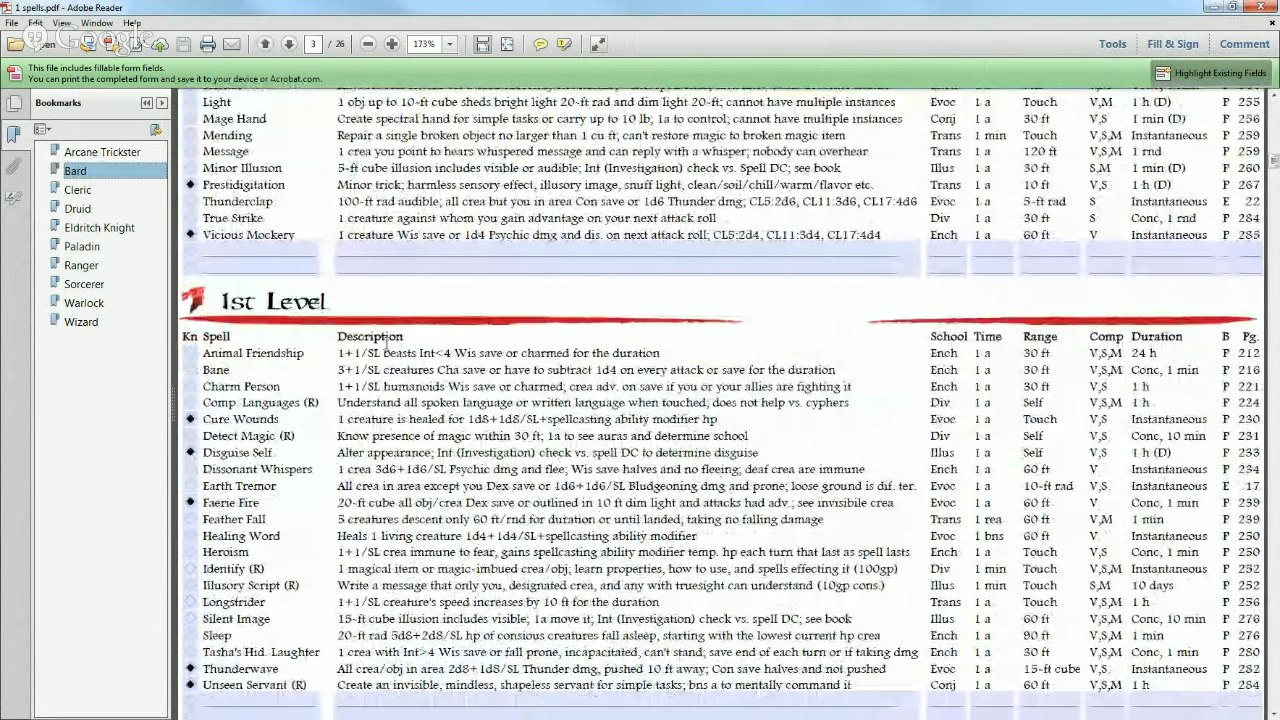 1 spells.pdf - Adobe Reader
File Edit View Window Help
Google
3 / 26 173% Tools Fill & Sign Comment
This file includes fillable form fields.
You can print the completed form and save it to your device or Acrobat.com.
Highlight Existing Fields
Bookmarks
Arcane Trickster
Bard
Cleric
Druid
Eldritch Knight
Paladin
Ranger
Sorcerer
Warlock
Wizard
Light 1 obj up to 10-ft cube sheds bright light 20-ft rad and dim light 20-ft; cannot have multiple instances Evoc 1 a Touch V,M 1 h (D) P 255
Mage Hand Create spectral hand for simple tasks or carry up to 10 lb; 1a to control; cannot have multiple instances Conj 1 a 30 ft V,S 1 min (D) P 256
Mending Repair a single broken object no larger than 1 cu ft; can't restore magic to broken magic item Trans 1 min Touch V,S,M Instantaneous P 259
Message 1 crea you point to hears whispered message and can reply with a whisper; nobody can overhear Trans 1 a 120 ft V,S,M 1 rnd P 259
Minor Illusion 5-ft cube illusion includes visible or audible; Int (Investigation) check vs. Spell DC; see book Illus 1 a 30 ft S,M 1 min (D) P 260
Prestidigitation Minor trick; harmless sensory effect, illusory image, snuff light, clean/soil/chill/warm/flavor etc. Trans 1 a 10 ft V,S 1 h (D) P 267
Thunderclap 100-ft rad audible; all crea but you in area Con save or 1d6 Thunder dmg; CL5:2d6, CL11:3d6, CL17:4d6 Evoc 1 a 5-ft rad S Instantaneous E 22
True Strike 1 creature against whom you gain advantage on your next attack roll Div 1 a 30 ft S Conc, 1 rnd P 284
Vicious Mockery 1 creature Wis save or 1d4 Psychic dmg and dis. on next attack roll; CL5:2d4, CL11:3d4, CL17:4d4 Ench 1 a 60 ft V Instantaneous P 285
1st Level
Kn Spell Description School Time Range Comp Duration B Pg.
Animal Friendship 1+1/SL beasts Int<4 Wis save or charmed for the duration Ench 1 a 30 ft V,S,M 24 h P 212
Bane 3+1/SL creatures Cha save or have to subtract 1d4 on every attack or save for the duration Ench 1 a 30 ft V,S,M Conc, 1 min P 216
Charm Person 1+1/SL humanoids Wis save or charmed; crea adv. on save if you or your allies are fighting it Ench 1 a 30 ft V,S 1 h P 221
Comp. Languages (R) Understand all spoken language or written language when touched, does not help vs. cyphers Div 1 a Self V,S,M 1 h P 224
Cure Wounds 1 creature is healed for 1d8+1d8/SL+spellcasting ability modifier hp Evoc 1 a Touch V,S Instantaneous P 230
Detect Magic (R) Know presence of magic within 30 ft; 1a to see auras and determine school Div 1 a Self V,S Conc, 10 min P 231
Disguise Self Alter appearance; Int (Investigation) check vs. spell DC to determine disguise Illus 1 a Self V,S 1 h (D) P 233
Dissonant Whispers 1 crea 3d6+1d6/SL Psychic dmg and flee; Wis save halves and no fleeing; deaf crea are immune Ench 1 a 60 ft V Instantaneous P 234
Earth Tremor All crea in area except you Dex save or 1d6+1d6/SL Bludgeoning dmg and prone; loose ground is dif. ter. Evoc 1 a 10-ft rad V,S Instantaneous E 17
Faerie Fire 20-ft cube all obj/crea Dex save or outlined in 10 ft dim light and attacks had adv.; see invisible crea Evoc 1 a 60 ft V Conc, 1 min P 239
Feather Fall 5 creatures descent only 60 ft/rnd for duration or until landed, taking no falling damage Trans 1 rea 60 ft V,M 1 min P 239
Healing Word Heals 1 living creature 1d4+1d4/SL+spellcasting ability modifier Evoc 1 bns 60 ft V Instantaneous P 250
Heroism 1+1/SL crea immune to fear, gains spellcasting ability modifier temp. hp each turn that last as spell lasts Ench 1 a Touch V,S Conc, 1 min P 250
Identify (R) 1 magical item or magic-imbued crea/obj; learn properties, how to use, and spells effecting it (100gp) Div 1 min Touch V,S,M Instantaneous P 252
Illusory Script (R) Write a message that only you, designated crea, and any with truesight can understand (10gp cons.) Illus 1 min Touch S,M 10 days P 252
Longstrider 1+1/SL creature's speed increases by 10 ft for the duration Trans 1 a Touch V,S,M 1 h P 256
Silent Image 15-ft cube illusion includes visible; 1a move it; Int (Investigation) check vs. spell DC; see book Illus 1 a 60 ft V,S,M Conc, 10 min P 276
Sleep 20-ft rad 5d8+2d8/SL hp of consious creatures fall asleep, starting with the lowest current hp crea Ench 1 a 90 ft V,S,M 1 min P 276
Tasha's Hid. Laughter 1 crea with Int>4 Wis save or fall prone, incapacitated, can't stand; save end of each turn or if taking dmg Ench 1 a 30 ft V,S,M Conc, 1 min P 280
Thunderwave All crea/obj in area 2d8+1d8/SL Thunder dmg, pushed 10 ft away; Con save halves and not pushed Evoc 1 a 15-ft cube V,S Instantaneous P 282
Unseen Servant (R) Create an invisible, mindless, shapeless servant for simple tasks; bns a to mentally command it Conj 1 a 60 ft V,S,M 1 h P 284